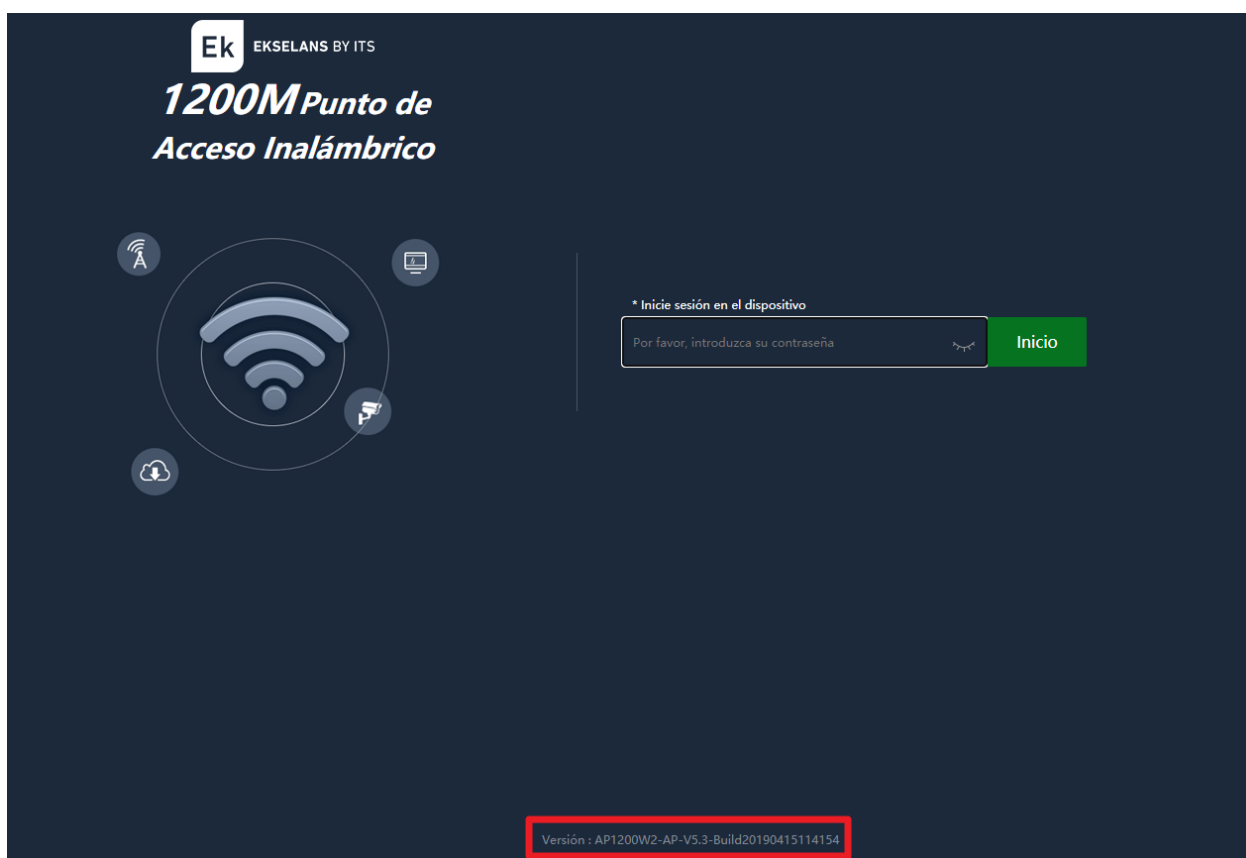 Ek EKSELANS BY ITS
1200M Punto de
Acceso Inalámbrico
* Inicie sesión en el dispositivo
Por favor, introduzca su contraseña
Inicio
Versión : AP1200W2-AP-V5.3-Build20190415114154